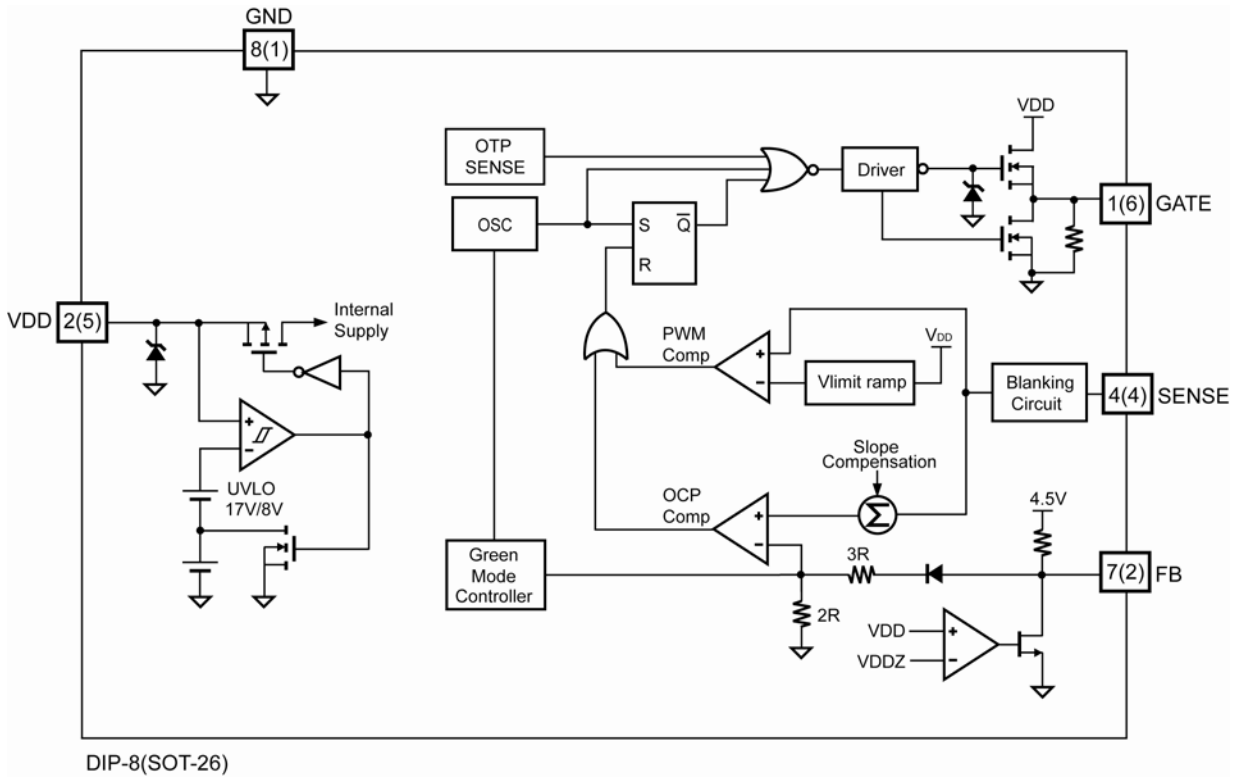 GND
8(1)
VDD
OTP
SENSE
Driver
1(6) GATE
OSC
S Q̅
R
VDD 2(5)
Internal
Supply
PWM
Comp
+
−
Vlimit ramp
VDD
Blanking
Circuit
4(4) SENSE
+
−
UVLO
17V/8V
Slope
Compensation
OCP
Comp
+
−
Σ
4.5V
Green
Mode
Controller
3R
7(2) FB
2R
VDD +
VDDZ −
DIP-8(SOT-26)